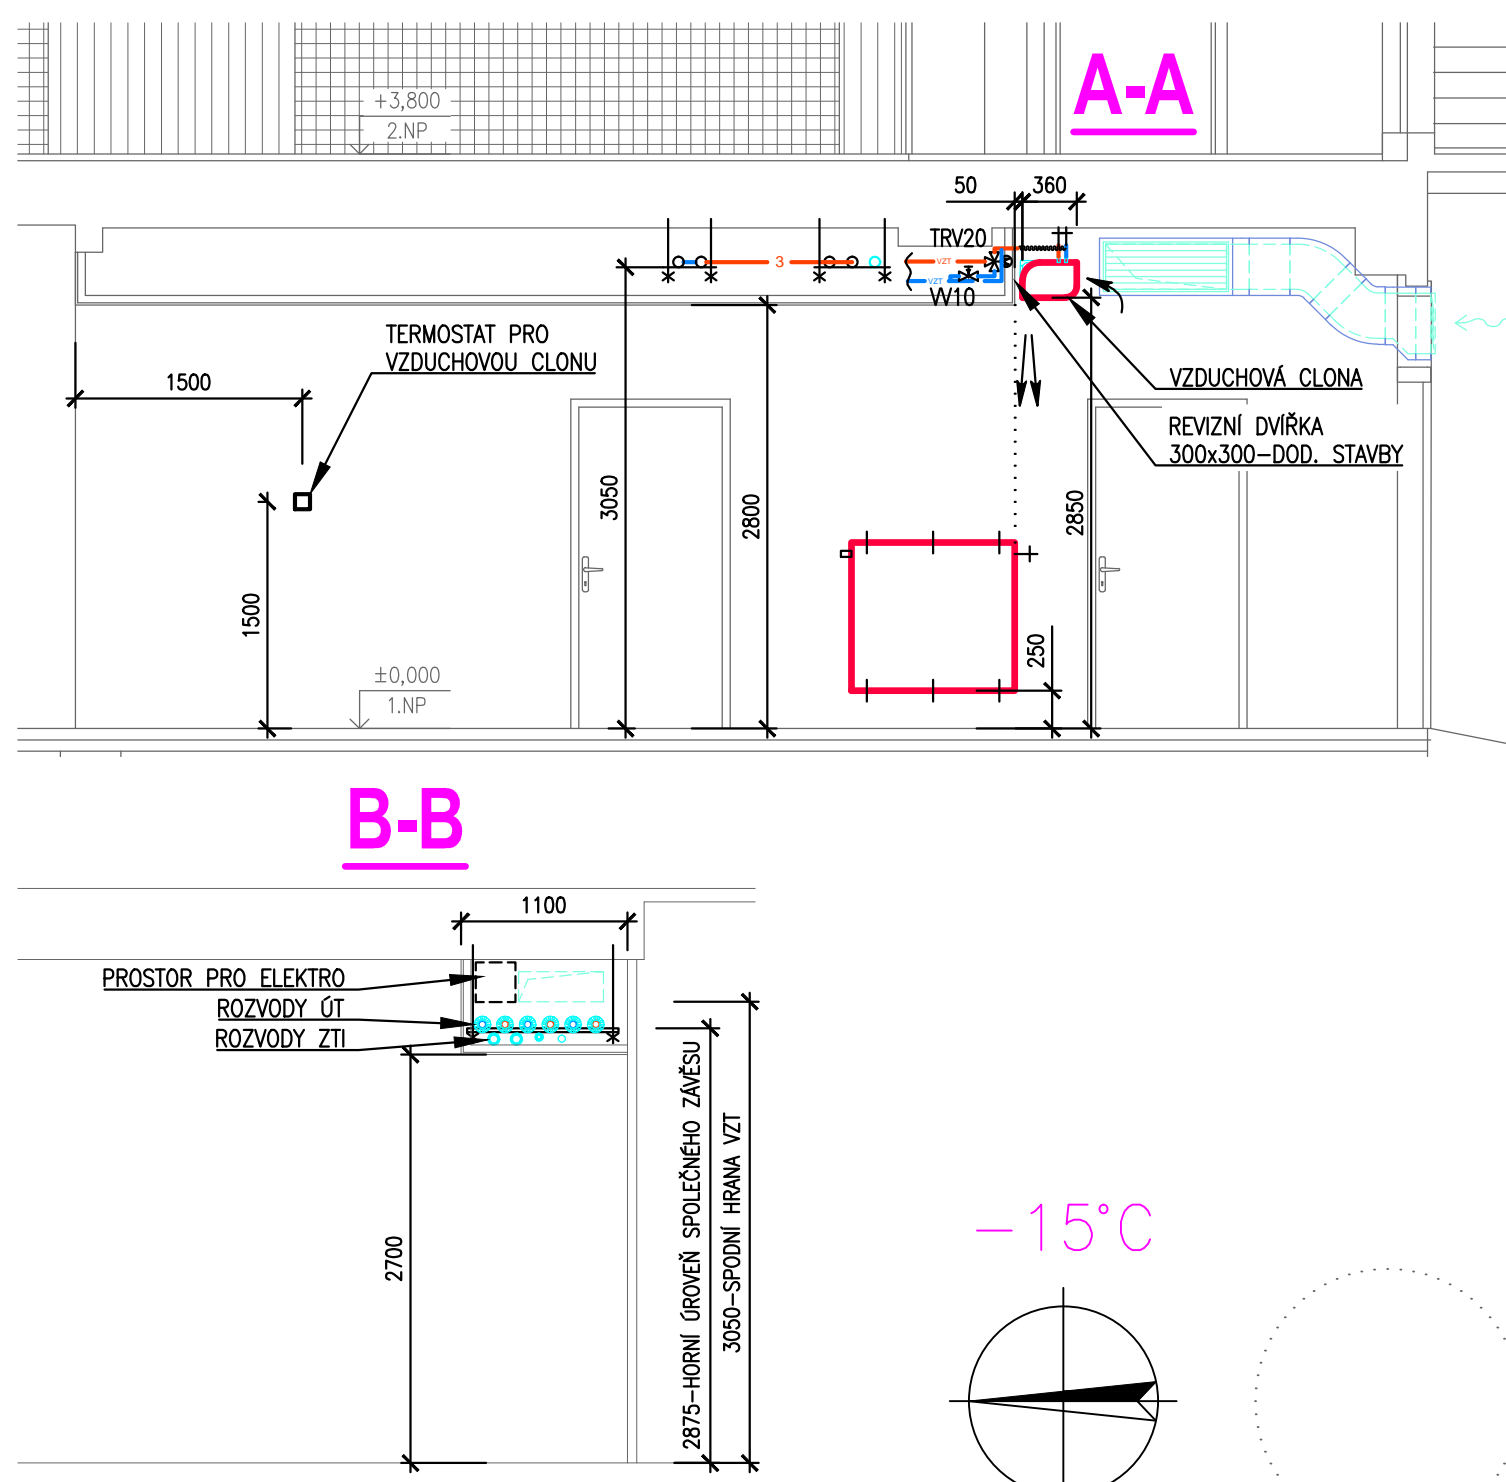 A-A
+3,800
2.NP
50
360
TRV20
3
VZT
VZT
VV10
TERMOSTAT PRO
VZDUCHOVOU CLONU
1500
VZDUCHOVÁ CLONA
REVIZNÍ DVÍŘKA
300x300-DOD. STAVBY
3050
2800
2850
1500
250
±0,000
1.NP
B-B
1100
PROSTOR PRO ELEKTRO
ROZVODY ÚT
ROZVODY ZTI
2700
2875-HORNÍ ÚROVEŇ SPOLEČNÉHO ZÁVĚSU
3050-SPODNÍ HRANA VZT
-15°C